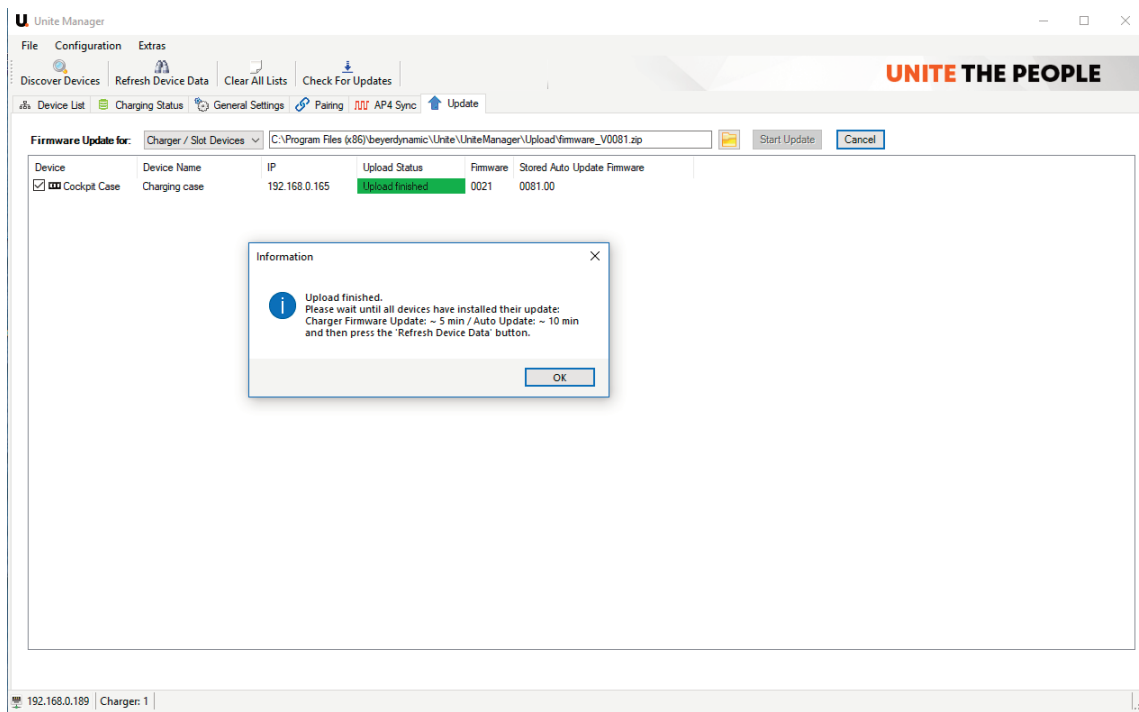 U. Unite Manager
File Configuration Extras
Discover Devices Refresh Device Data Clear All Lists Check For Updates
UNITE THE PEOPLE
Device List Charging Status General Settings Pairing AP4 Sync Update
Firmware Update for: Charger / Slot Devices C:\Program Files (x86)\beyerdynamic\Unite\UniteManager\Upload\firmware_V0081.zip Start Update Cancel
Device Device Name IP Upload Status Firmware Stored Auto Update Firmware
Cockpit Case Charging case 192.168.0.165 Upload finished 0021 0081.00
Information
Upload finished.
Please wait until all devices have installed their update:
Charger Firmware Update: ~ 5 min / Auto Update: ~ 10 min
and then press the 'Refresh Device Data' button.
OK
192.168.0.189 Charger: 1